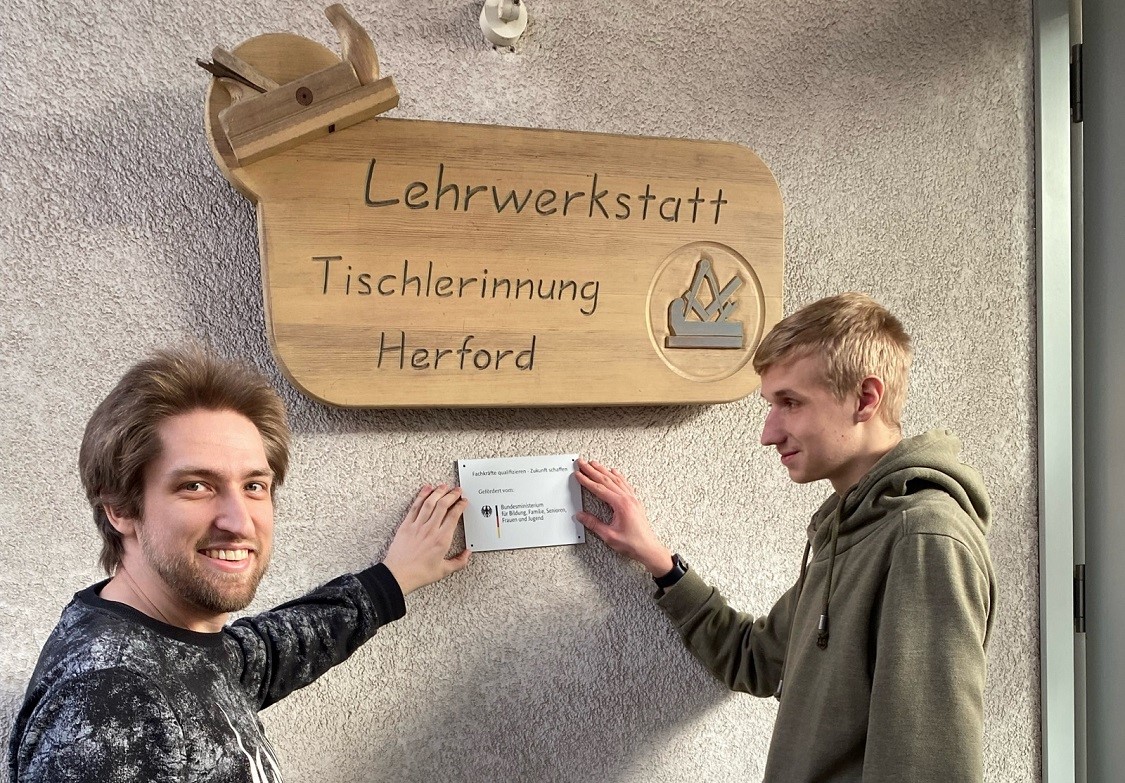 Lehrwerkstatt
Tischlerinnung
Herford
Fachkräfte qualifizieren - Zukunft schaffen
Gefördert vom:
Bundesministerium
für Bildung, Familie, Senioren,
Frauen und Jugend